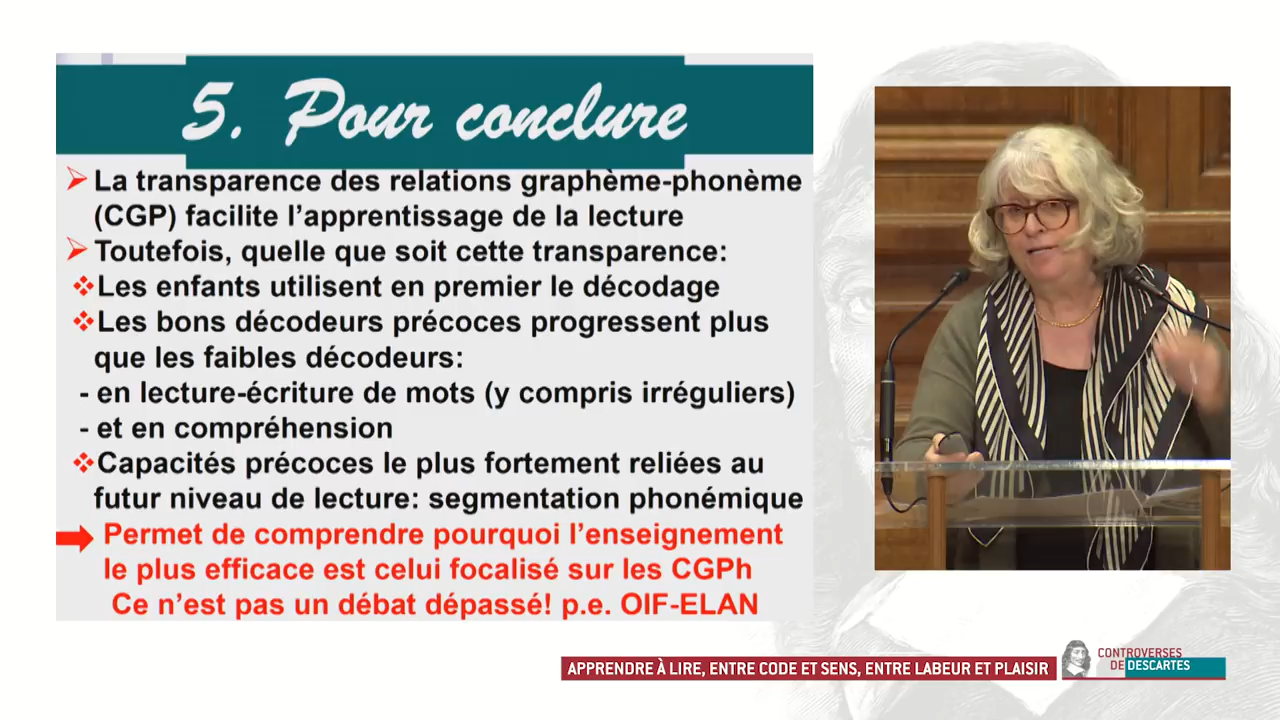 5. Pour conclure
La transparence des relations graphème-phonème
(CGP) facilite l'apprentissage de la lecture
Toutefois, quelle que soit cette transparence:
Les enfants utilisent en premier le décodage
Les bons décodeurs précoces progressent plus
que les faibles décodeurs:
- en lecture-écriture de mots (y compris irréguliers)
- et en compréhension
Capacités précoces le plus fortement reliées au
futur niveau de lecture: segmentation phonémique
Permet de comprendre pourquoi l'enseignement
le plus efficace est celui focalisé sur les CGPh
Ce n'est pas un débat dépassé! p.e. OIF-ELAN
APPRENDRE À LIRE, ENTRE CODE ET SENS, ENTRE LABEUR ET PLAISIR
CONTROVERSES
DE DESCARTES